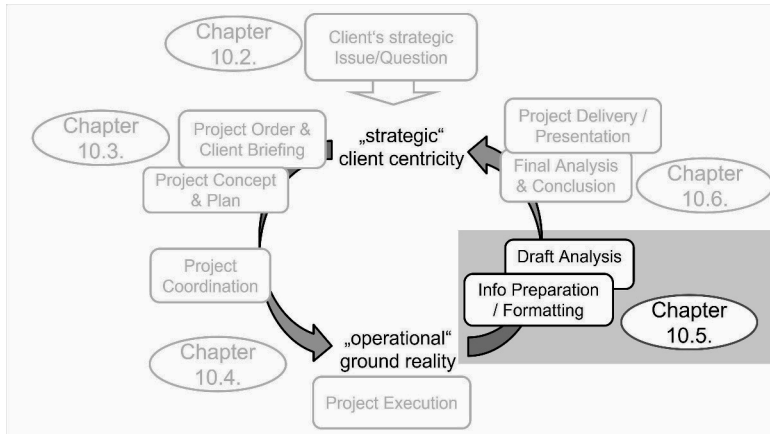 Chapter
10.2.
Client's strategic
Issue/Question
Chapter
10.3.
Project Order &
Client Briefing
Project Concept
& Plan
„strategic“
client centricity
Project Delivery /
Presentation
Final Analysis
& Conclusion
Chapter
10.6.
Project
Coordination
Draft Analysis
Info Preparation
/ Formatting
Chapter
10.5.
Chapter
10.4.
„operational“
ground reality
Project Execution